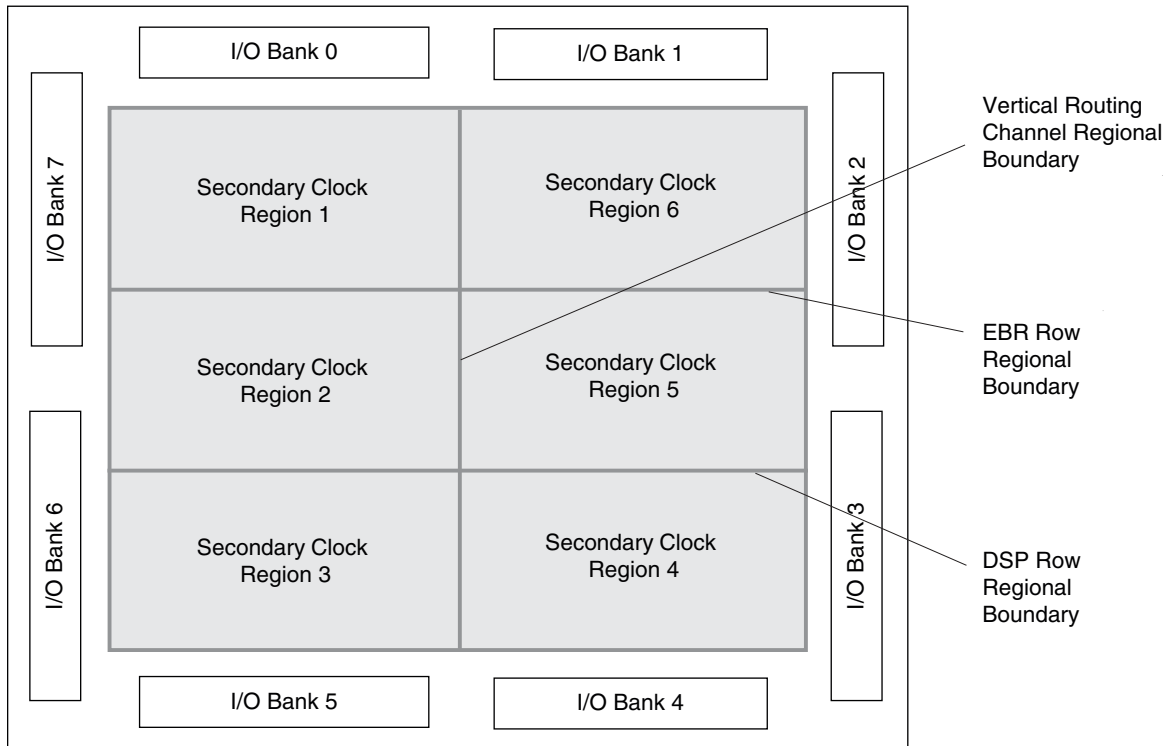 I/O Bank 0
I/O Bank 1
Vertical Routing
Channel Regional
Boundary
I/O Bank 7
Secondary Clock
Region 1
Secondary Clock
Region 6
I/O Bank 2
Secondary Clock
Region 2
Secondary Clock
Region 5
EBR Row
Regional
Boundary
I/O Bank 6
Secondary Clock
Region 3
Secondary Clock
Region 4
I/O Bank 3
DSP Row
Regional
Boundary
I/O Bank 5
I/O Bank 4